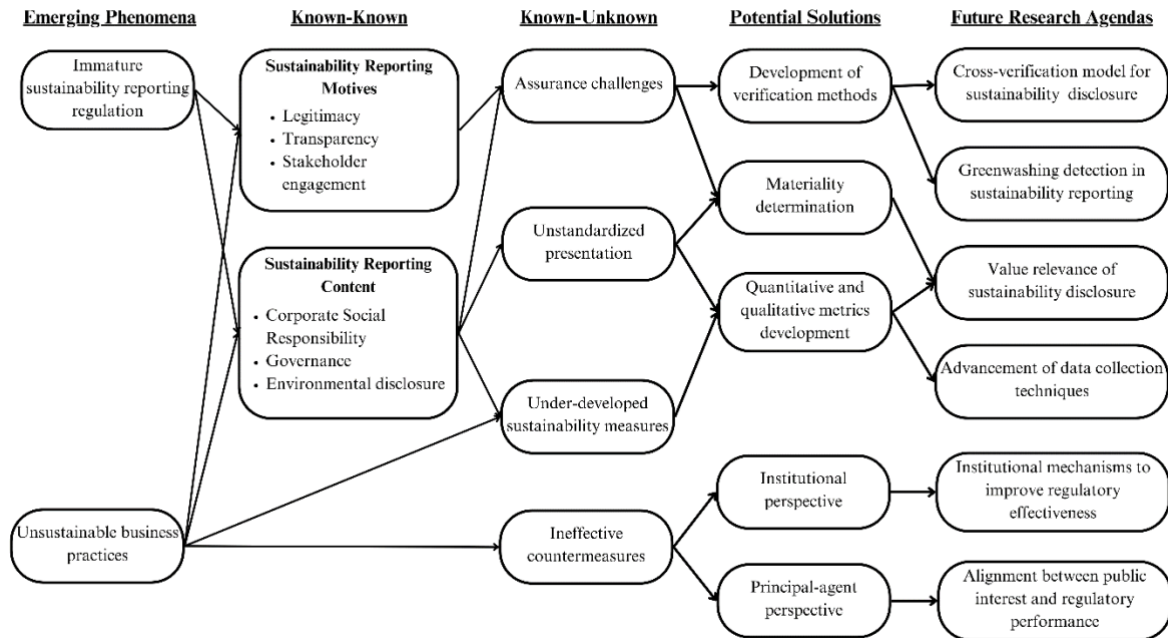 Emerging Phenomena
Known-Known
Known-Unknown
Potential Solutions
Future Research Agendas
Immature
sustainability reporting
regulation
Unsustainable business
practices
Sustainability Reporting
Motives
• Legitimacy
• Transparency
• Stakeholder
engagement
Sustainability Reporting
Content
• Corporate Social
Responsibility
• Governance
• Environmental disclosure
Assurance challenges
Unstandardized
presentation
Under-developed
sustainability measures
Ineffective
countermeasures
Development of
verification methods
Materiality
determination
Quantitative and
qualitative metrics
development
Institutional
perspective
Principal-agent
perspective
Cross-verification model for
sustainability disclosure
Greenwashing detection in
sustainability reporting
Value relevance of
sustainability disclosure
Advancement of data collection
techniques
Institutional mechanisms to
improve regulatory
effectiveness
Alignment between public
interest and regulatory
performance